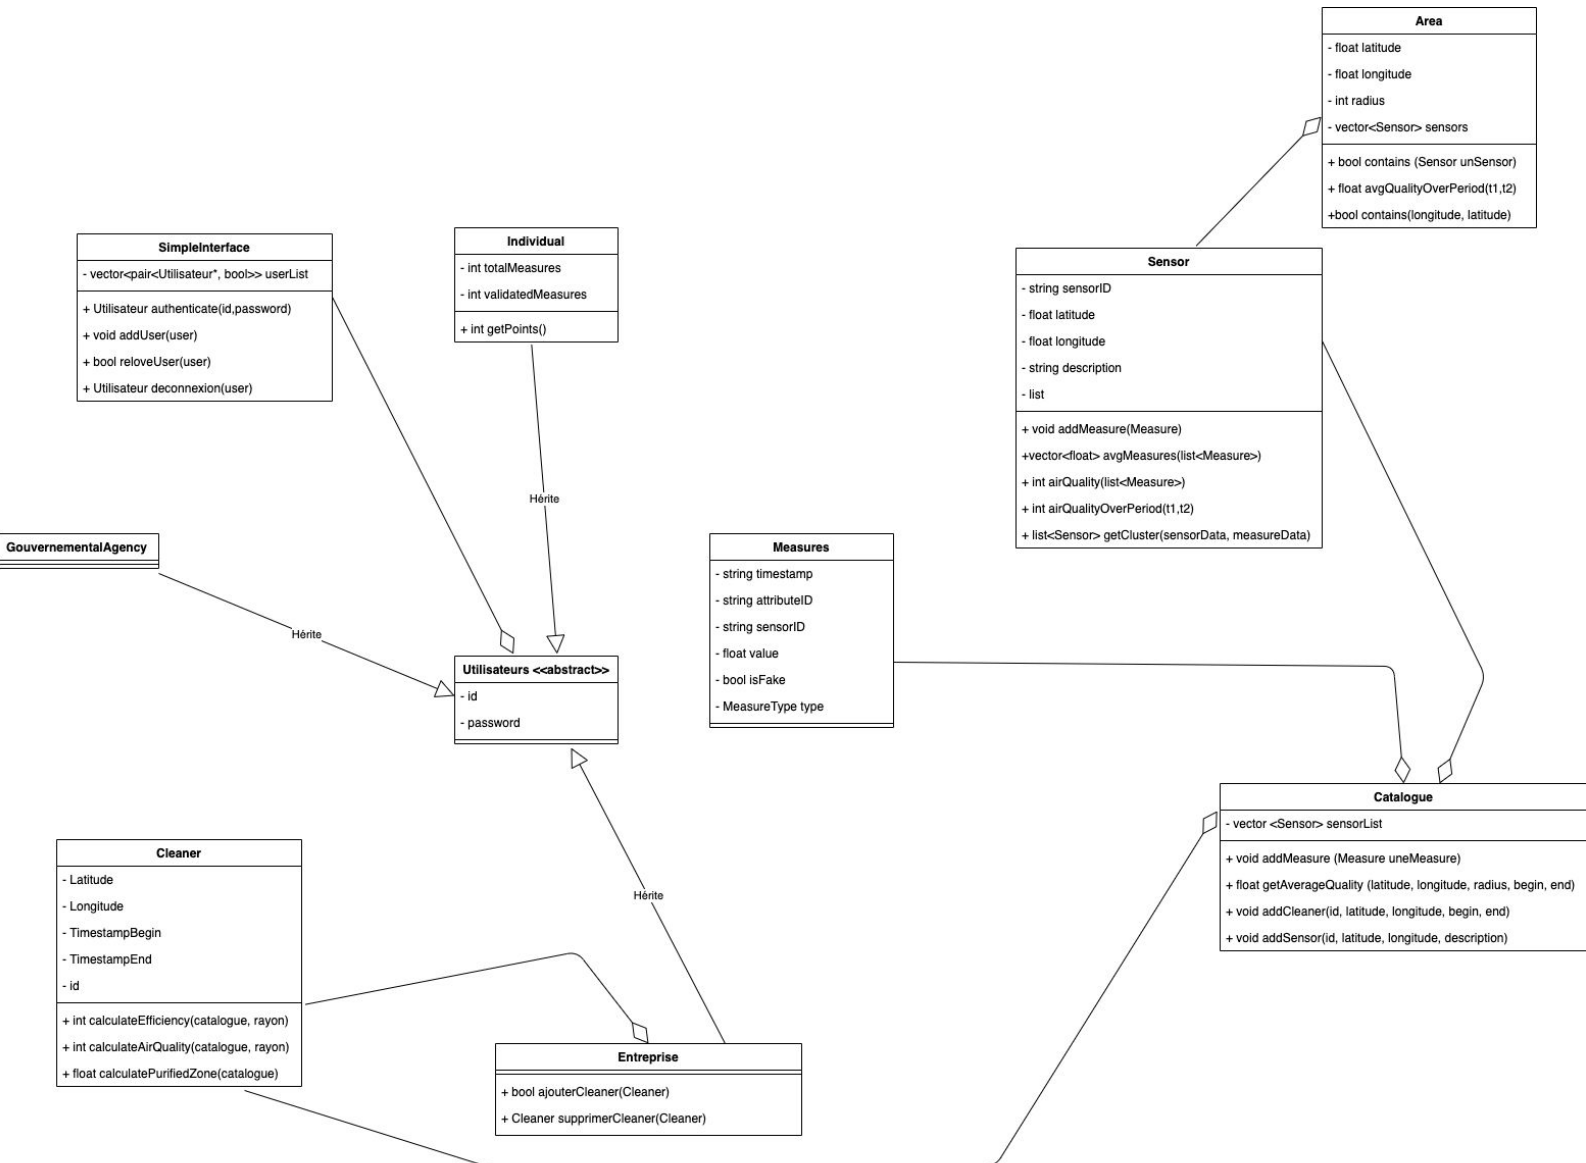 Area
- float latitude
- float longitude
- int radius
- vector<Sensor> sensors
+ bool contains (Sensor unSensor)
+ float avgQualityOverPeriod(t1,t2)
+bool contains(longitude, latitude)
SimpleInterface
- vector<pair<Utilisateur*, bool>> userList
+ Utilisateur authenticate(id,password)
+ void addUser(user)
+ bool reloveUser(user)
+ Utilisateur deconnexion(user)
Individual
- int totalMeasures
- int validatedMeasures
+ int getPoints()
Sensor
- string sensorID
- float latitude
- float longitude
- string description
- list
+ void addMeasure(Measure)
+vector<float> avgMeasures(list<Measure>)
+ int airQuality(list<Measure>)
+ int airQualityOverPeriod(t1,t2)
+ list<Sensor> getCluster(sensorData, measureData)
Hérite
GouvernementalAgency
Hérite
Utilisateurs <<abstract>>
- id
- password
Measures
- string timestamp
- string attributeID
- string sensorID
- float value
- bool isFake
- MeasureType type
Catalogue
- vector <Sensor> sensorList
+ void addMeasure (Measure uneMeasure)
+ float getAverageQuality (latitude, longitude, radius, begin, end)
+ void addCleaner(id, latitude, longitude, begin, end)
+ void addSensor(id, latitude, longitude, description)
Cleaner
- Latitude
- Longitude
- TimestampBegin
- TimestampEnd
- id
+ int calculateEfficiency(catalogue, rayon)
+ int calculateAirQuality(catalogue, rayon)
+ float calculatePurifiedZone(catalogue)
Hérite
Entreprise
+ bool ajouterCleaner(Cleaner)
+ Cleaner supprimerCleaner(Cleaner)